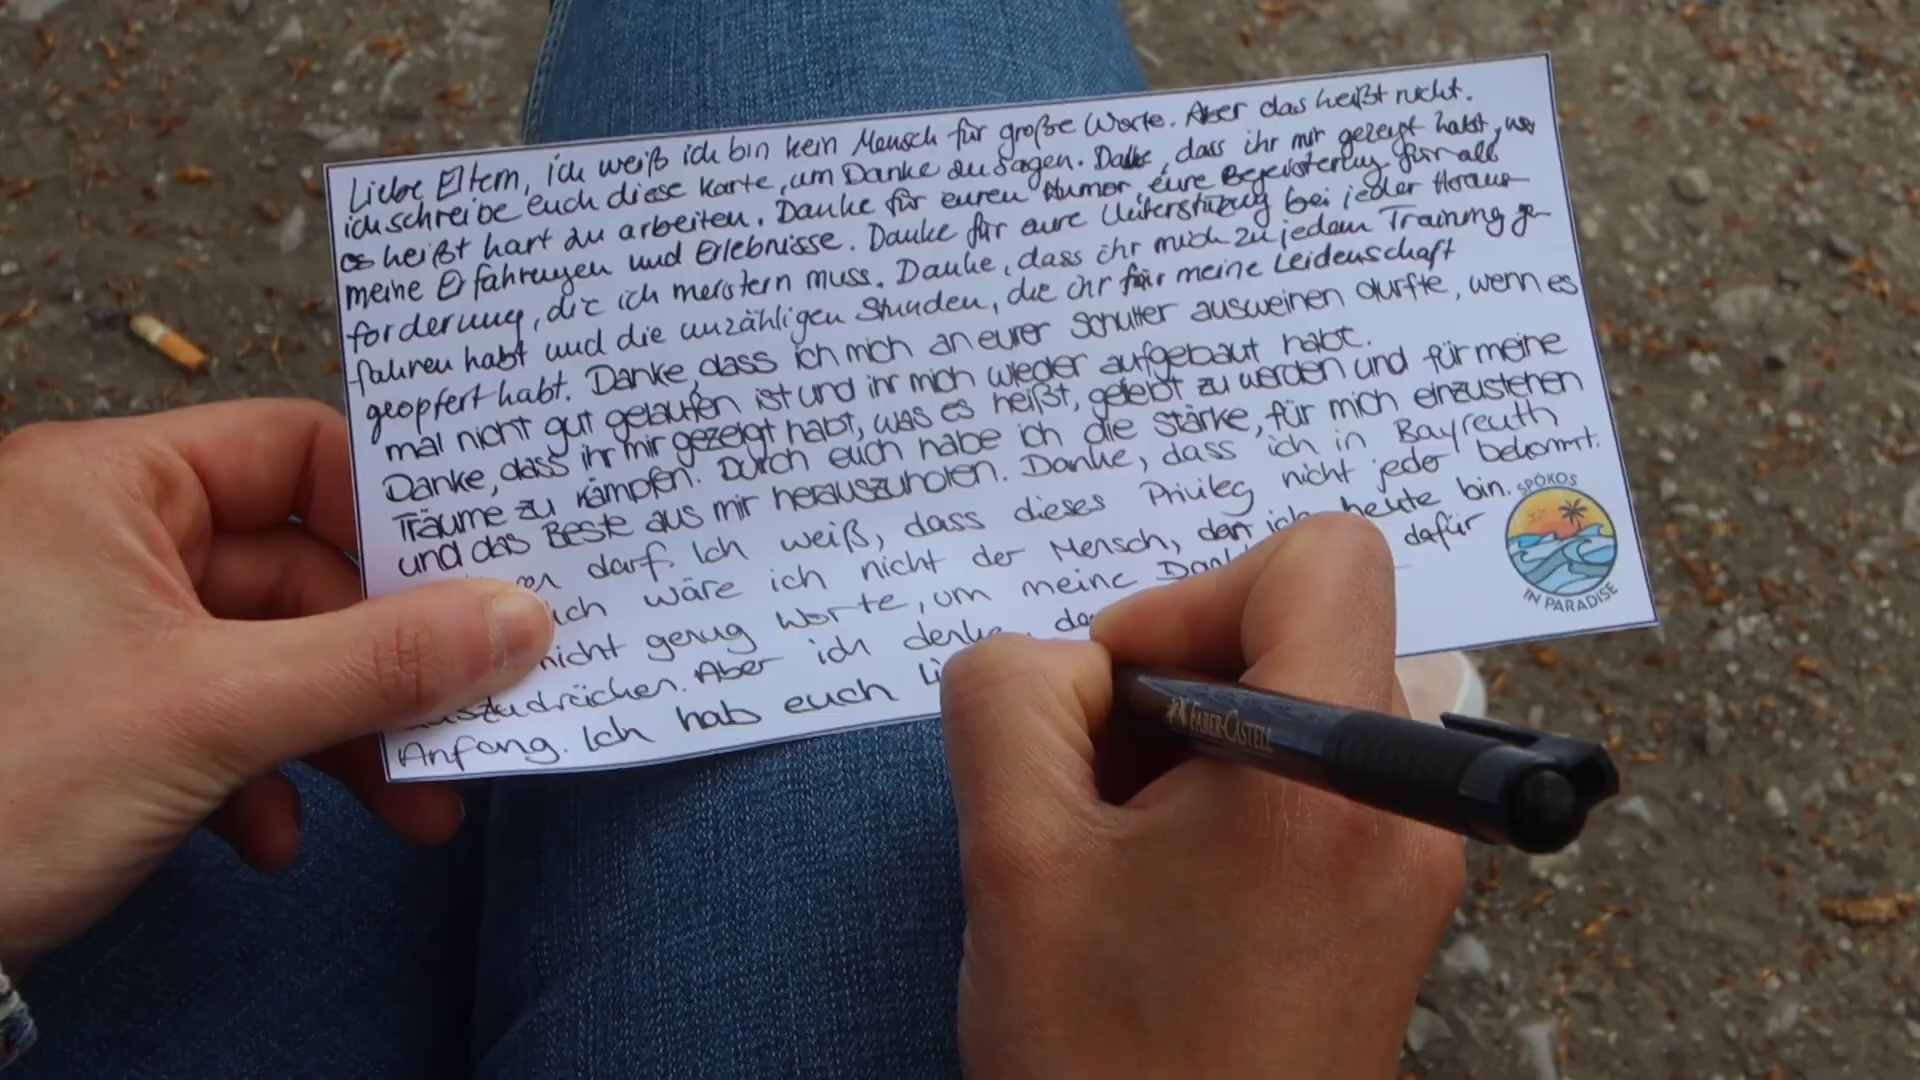 Liebe Eltern, ich weiß ich bin kein Mensch für große Worte. Aber das heißt nicht.
ich schreibe euch diese Karte, um Danke zu sagen. Danke, dass ihr mir gezeigt habt, was
es heißt hart zu arbeiten. Danke für euren Humor, eure Begeisterung für all
meine Erfahrungen und Erlebnisse. Danke für eure Unterstützung bei jeder Heraus-
forderung, die ich meistern muss. Danke, dass ihr mich zu jedem Training ge-
fahren habt und die unzähligen Stunden, die ihr für meine Leidenschaft
geopfert habt. Danke, dass ich mich an eurer Schulter ausweinen durfte, wenn es
mal nicht gut gelaufen ist und ihr mich wieder aufgebaut habt.
Danke, dass ihr mir gezeigt habt, was es heißt, geliebt zu werden und für meine
Träume zu kämpfen. Durch euch habe ich die Stärke, für mich einzustehen
und das Beste aus mir herauszuholen. Danke, dass ich in Bayreuth
darf. Ich weiß, dass dieses Privileg nicht jeder bekommt.
wäre ich nicht der Mensch, den ich heute bin.
nicht genug Worte, um meine dafür
auszudrücken. Aber ich denke,
Anfang. Ich hab euch
SPÖKOS
IN PARADISE
FABER-CASTELL